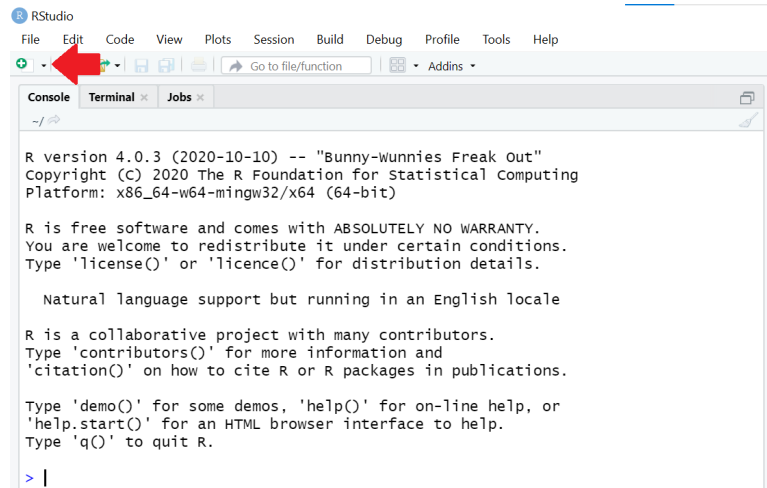 R RStudio
File Edit Code View Plots Session Build Debug Profile Tools Help
Go to file/function Addins
Console Terminal Jobs
~/
R version 4.0.3 (2020-10-10) -- "Bunny-Wunnies Freak Out"
Copyright (C) 2020 The R Foundation for Statistical Computing
Platform: x86_64-w64-mingw32/x64 (64-bit)
R is free software and comes with ABSOLUTELY NO WARRANTY.
You are welcome to redistribute it under certain conditions.
Type 'license()' or 'licence()' for distribution details.
Natural language support but running in an English locale
R is a collaborative project with many contributors.
Type 'contributors()' for more information and
'citation()' on how to cite R or R packages in publications.
Type 'demo()' for some demos, 'help()' for on-line help, or
'help.start()' for an HTML browser interface to help.
Type 'q()' to quit R.
>